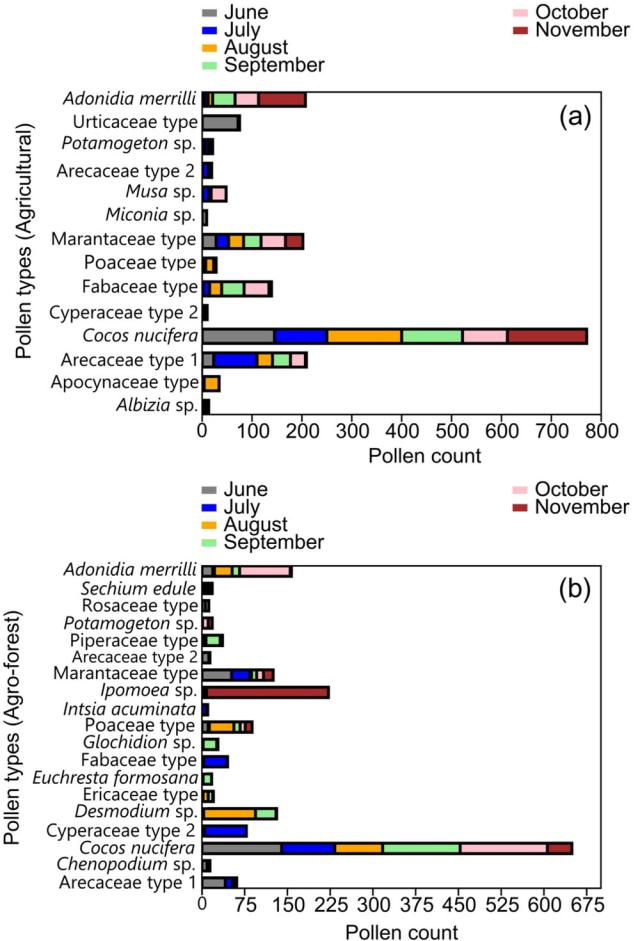 June
July
August
September
October
November
Pollen types (Agricultural)
(a)
Adonidia merrilli
Urticaceae type
Potamogeton sp.
Arecaceae type 2
Musa sp.
Miconia sp.
Marantaceae type
Poaceae type
Fabaceae type
Cyperaceae type 2
Cocos nucifera
Arecaceae type 1
Apocynaceae type
Albizia sp.
0 100 200 300 400 500 600 700 800
Pollen count
June
July
August
September
October
November
Pollen types (Agro-forest)
(b)
Adonidia merrilli
Sechium edule
Rosaceae type
Potamogeton sp.
Piperaceae type
Arecaceae type 2
Marantaceae type
Ipomoea sp.
Intsia acuminata
Poaceae type
Glochidion sp.
Fabaceae type
Euchresta formosana
Ericaceae type
Desmodium sp.
Cyperaceae type 2
Cocos nucifera
Chenopodium sp.
Arecaceae type 1
0 75 150 225 300 375 450 525 600 675
Pollen count